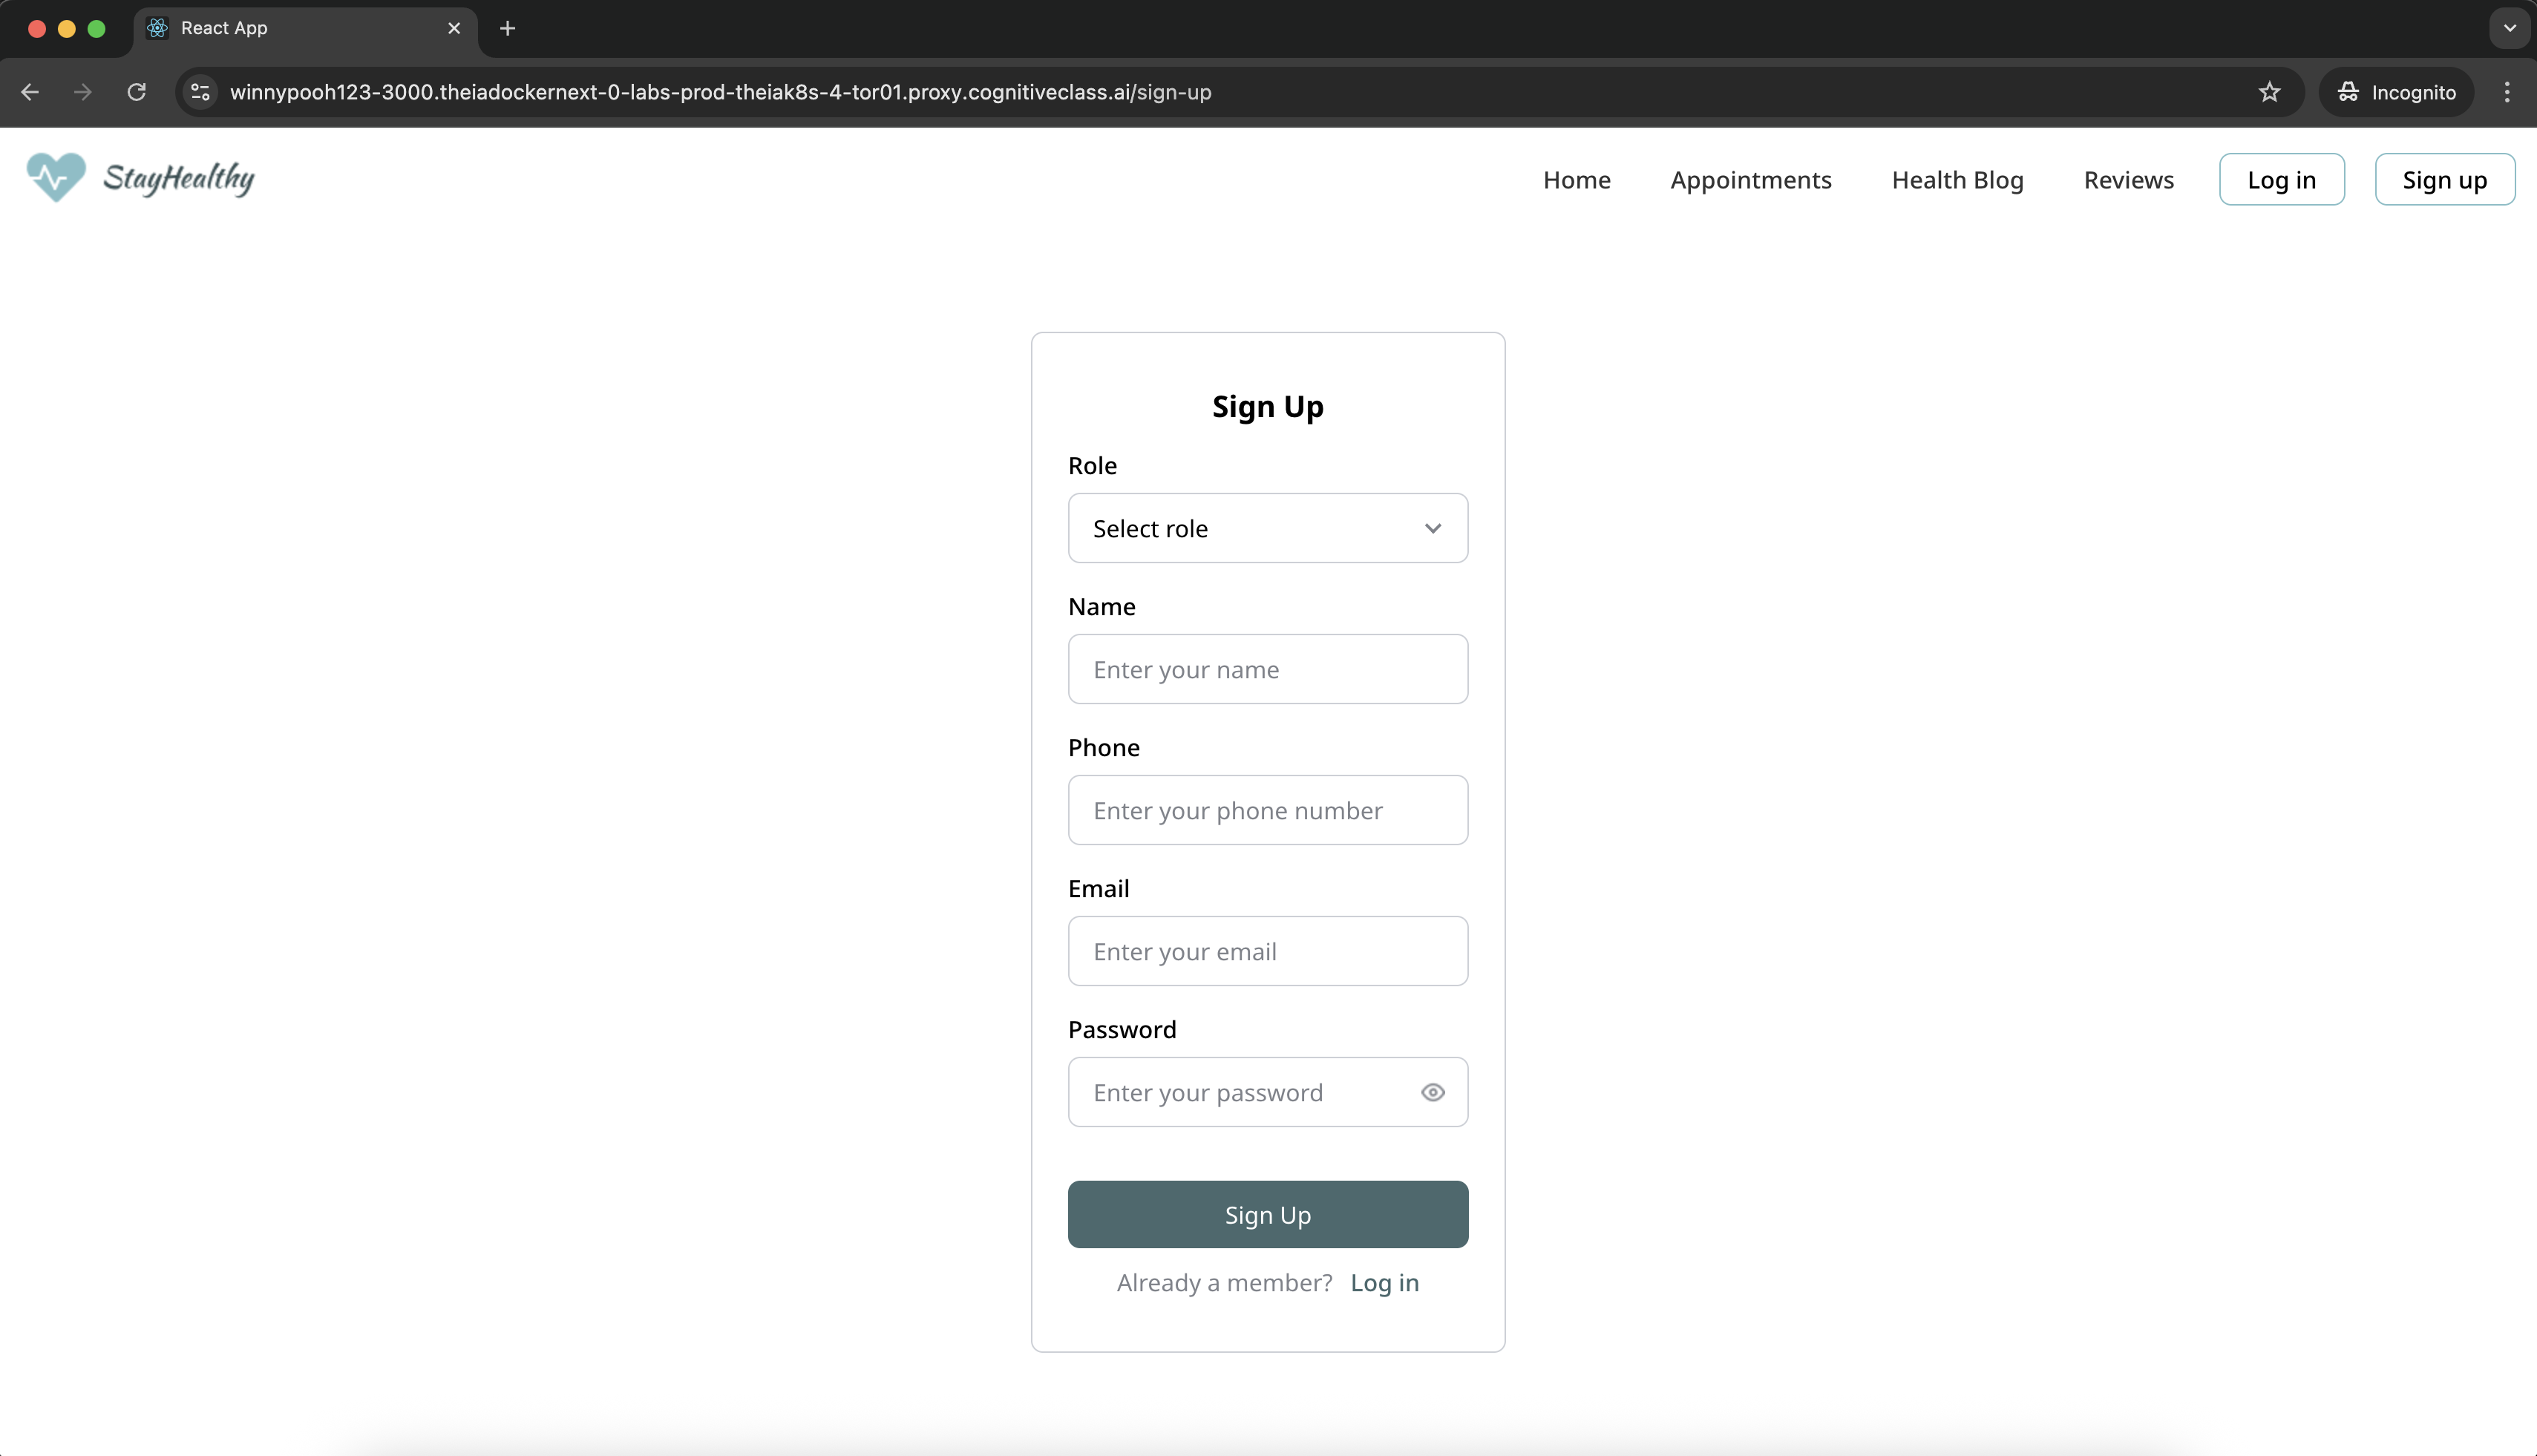 React App
winnypooh123-3000.theiadockernext-0-labs-prod-theiak8s-4-tor01.proxy.cognitiveclass.ai/sign-up
Incognito
StayHealthy
Home
Appointments
Health Blog
Reviews
Log in
Sign up
Sign Up
Role
Select role
Name
Enter your name
Phone
Enter your phone number
Email
Enter your email
Password
Enter your password
Sign Up
Already a member? Log in